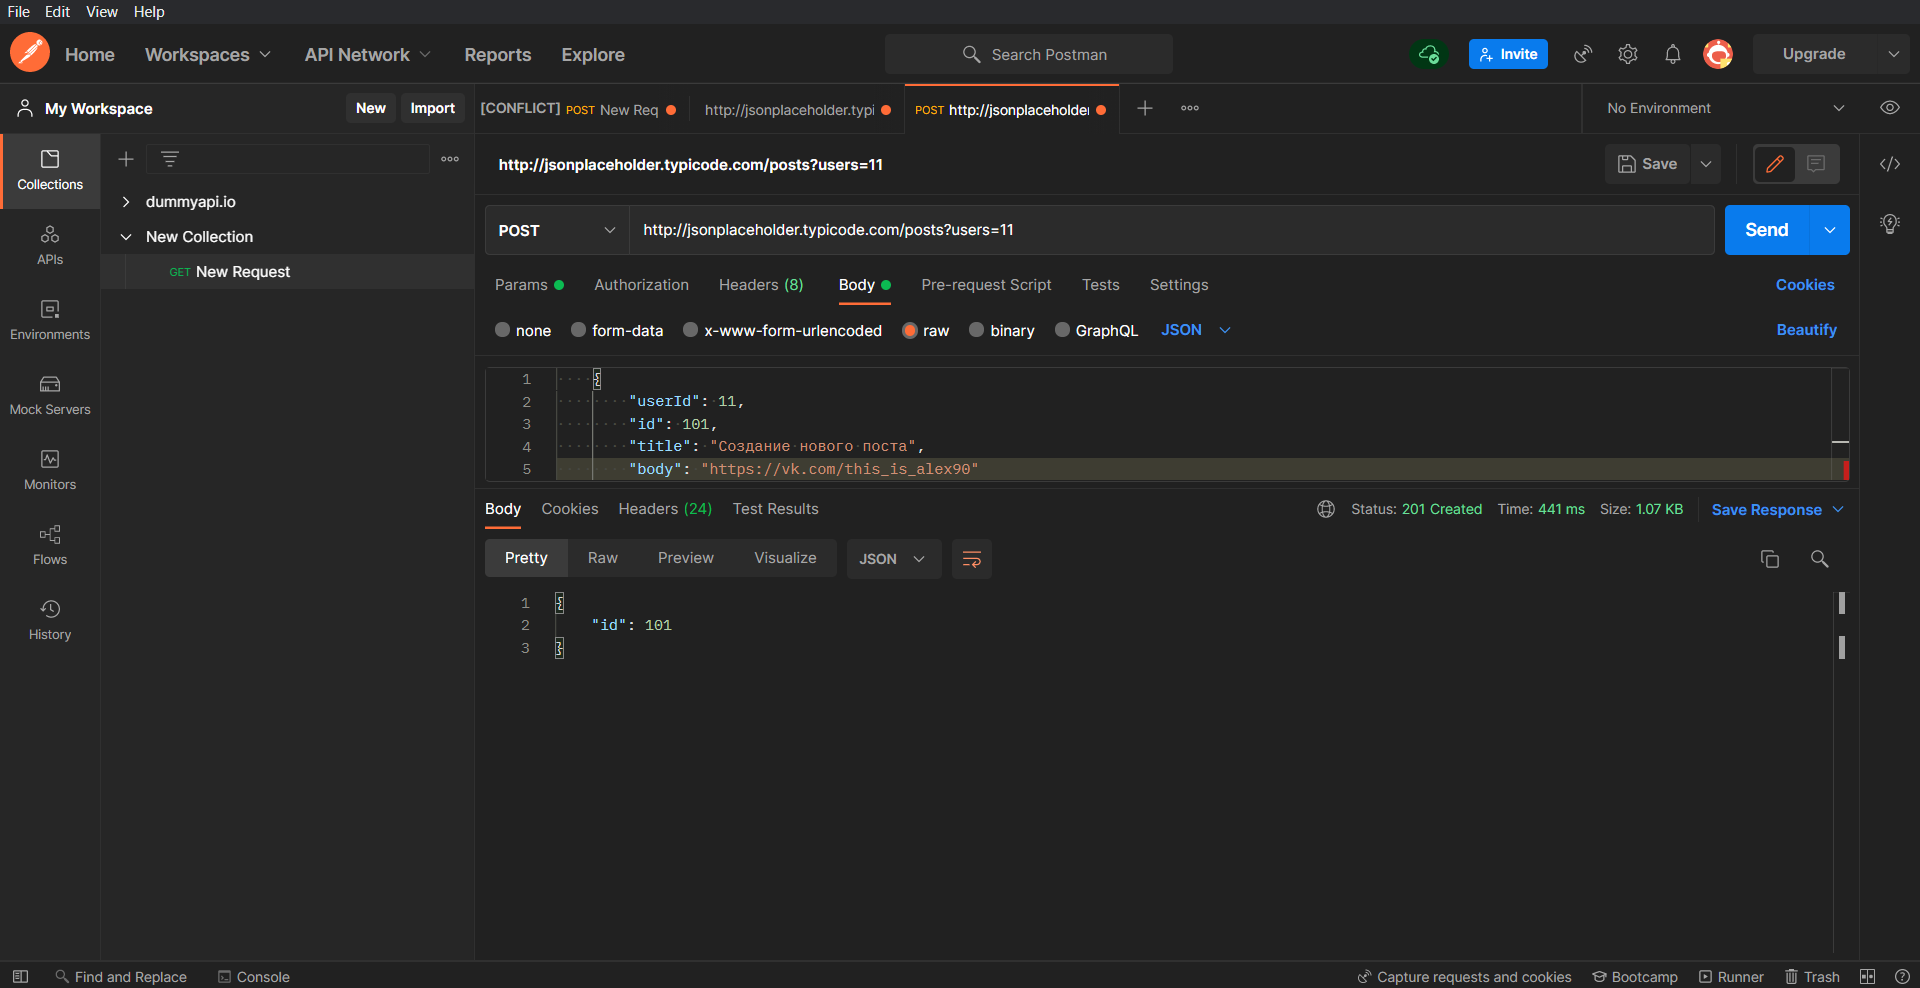 File Edit View Help
Home Workspaces API Network Reports Explore Search Postman Invite Upgrade
My Workspace New Import [CONFLICT] POST New Req http://jsonplaceholder.typi POST http://jsonplaceholder No Environment
Collections
dummyapi.io
New Collection
GET New Request
APIs
Environments
Mock Servers
Monitors
Flows
History
http://jsonplaceholder.typicode.com/posts?users=11 Save
POST http://jsonplaceholder.typicode.com/posts?users=11 Send
Params Authorization Headers (8) Body Pre-request Script Tests Settings Cookies
none form-data x-www-form-urlencoded raw binary GraphQL JSON Beautify
1 {
2 "userId": 11,
3 "id": 101,
4 "title": "Создание нового поста",
5 "body": "https://vk.com/this_is_alex90"
Body Cookies Headers (24) Test Results Status: 201 Created Time: 441 ms Size: 1.07 KB Save Response
Pretty Raw Preview Visualize JSON
1 {
2 "id": 101
3 }
Find and Replace Console Capture requests and cookies Bootcamp Runner Trash